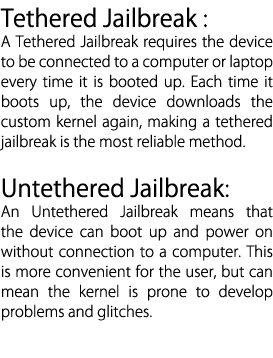 Tethered Jailbreak :
A Tethered Jailbreak requires the device
to be connected to a computer or laptop
every time it is booted up. Each time it
boots up, the device downloads the
custom kernel again, making a tethered
jailbreak is the most reliable method.
Untethered Jailbreak:
An Untethered Jailbreak means that
the device can boot up and power on
without connection to a computer. This
is more convenient for the user, but can
mean the kernel is prone to develop
problems and glitches.